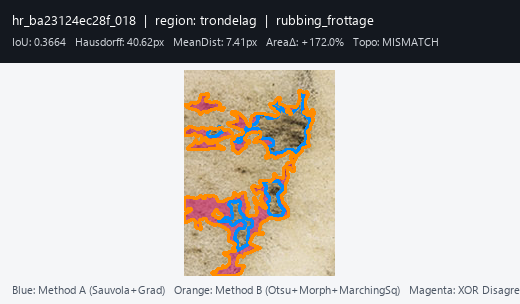 hr_ba23124ec28f_018 | region: trondelag | rubbing_frottage
IoU: 0.3664 Hausdorff: 40.62px MeanDist: 7.41px AreaΔ: +172.0% Topo: MISMATCH
Blue: Method A (Sauvola+Grad) Orange: Method B (Otsu+Morph+MarchingSq) Magenta: XOR Disagre